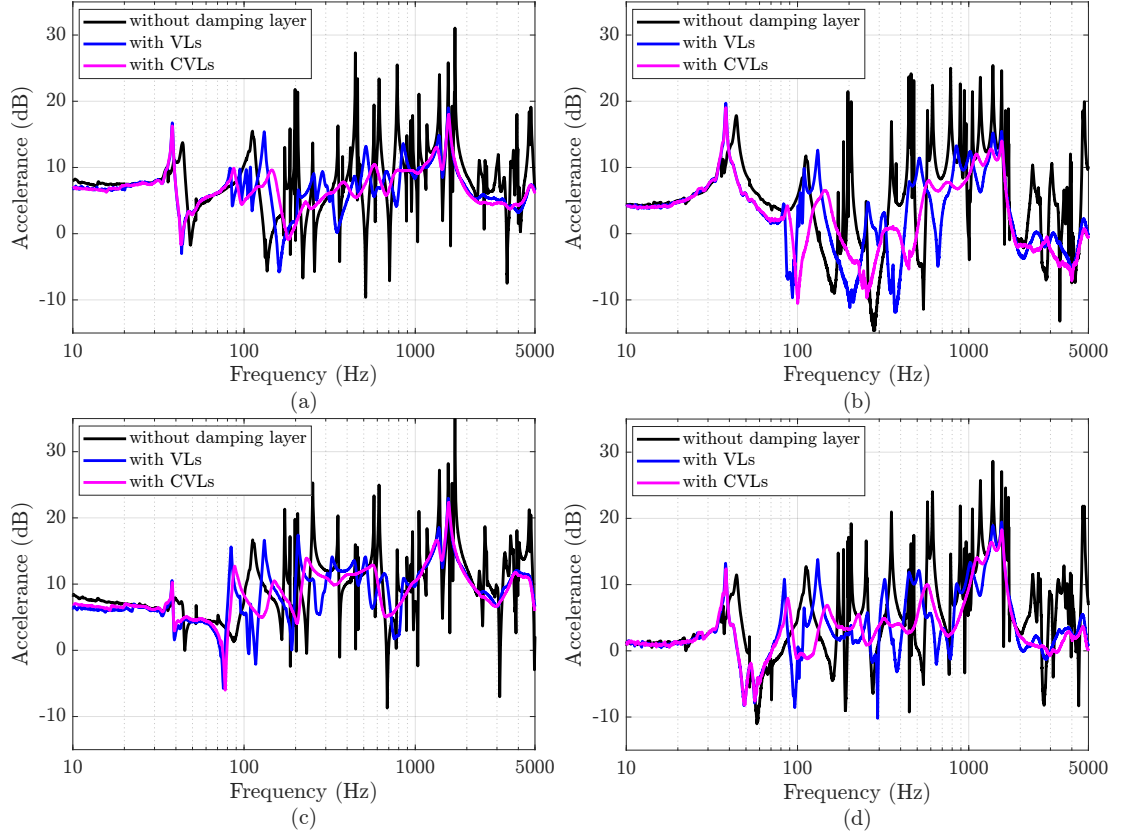 without damping layer
with VLs
with CVLs
Accelerance (dB)
30
20
10
0
-10
10
100
1000
5000
Frequency (Hz)
(a)
without damping layer
with VLs
with CVLs
Accelerance (dB)
30
20
10
0
-10
10
100
1000
5000
Frequency (Hz)
(b)
without damping layer
with VLs
with CVLs
Accelerance (dB)
30
20
10
0
-10
10
100
1000
5000
Frequency (Hz)
(c)
without damping layer
with VLs
with CVLs
Accelerance (dB)
30
20
10
0
-10
10
100
1000
5000
Frequency (Hz)
(d)